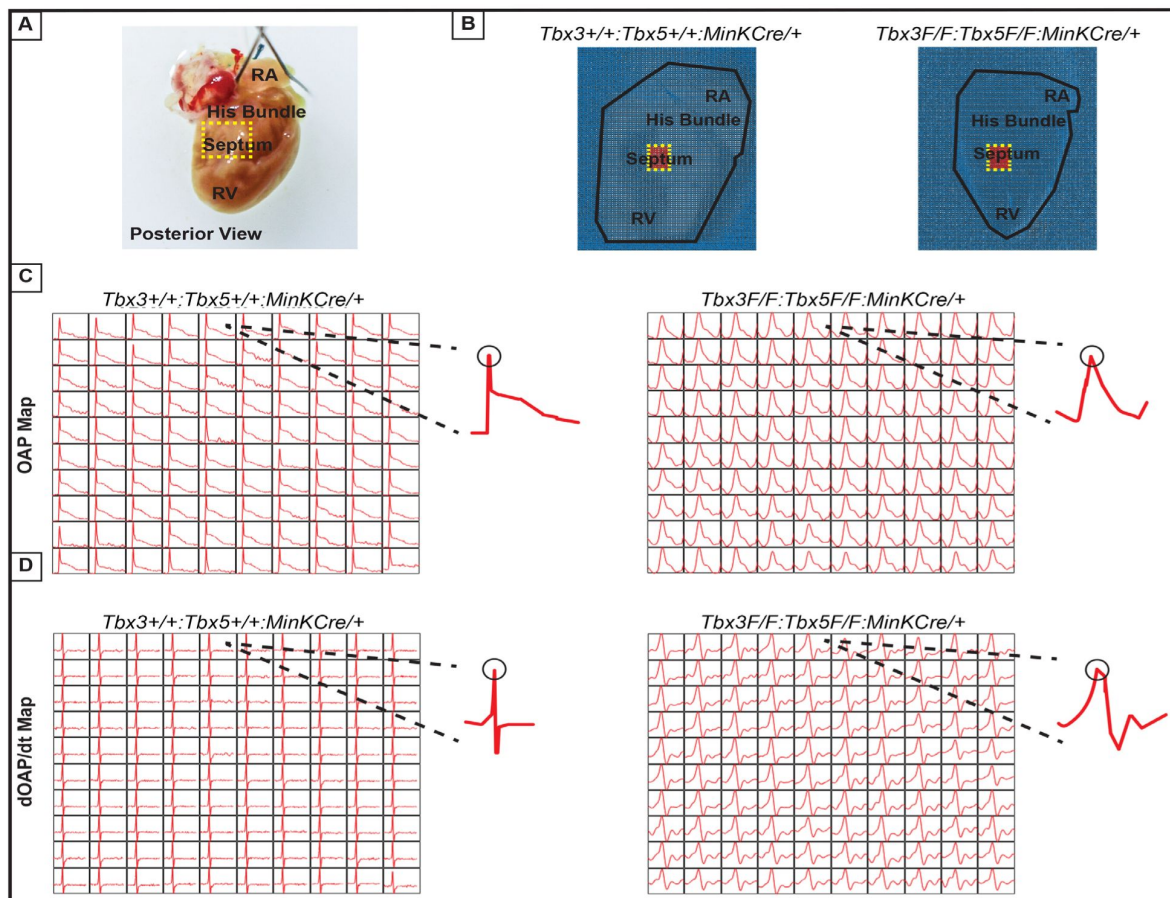 A
RA
His Bundle
Septum
RV
Posterior View
B
Tbx3+/+:Tbx5+/+:MinKCre/+
RA
His Bundle
Septum
RV
Tbx3F/F:Tbx5F/F:MinKCre/+
RA
His Bundle
Septum
RV
C
OAP Map
Tbx3+/+:Tbx5+/+:MinKCre/+
Tbx3F/F:Tbx5F/F:MinKCre/+
D
dOAP/dt Map
Tbx3+/+:Tbx5+/+:MinKCre/+
Tbx3F/F:Tbx5F/F:MinKCre/+